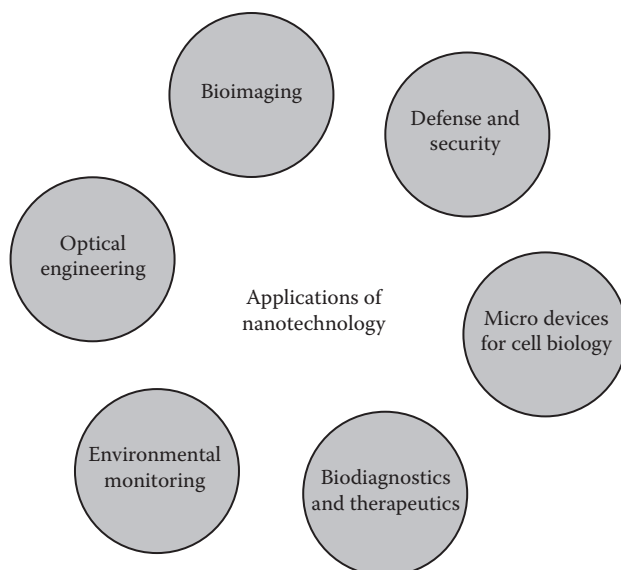 Bioimaging
Defense and
security
Optical
engineering
Applications of
nanotechnology
Micro devices
for cell biology
Environmental
monitoring
Biodiagnostics
and therapeutics